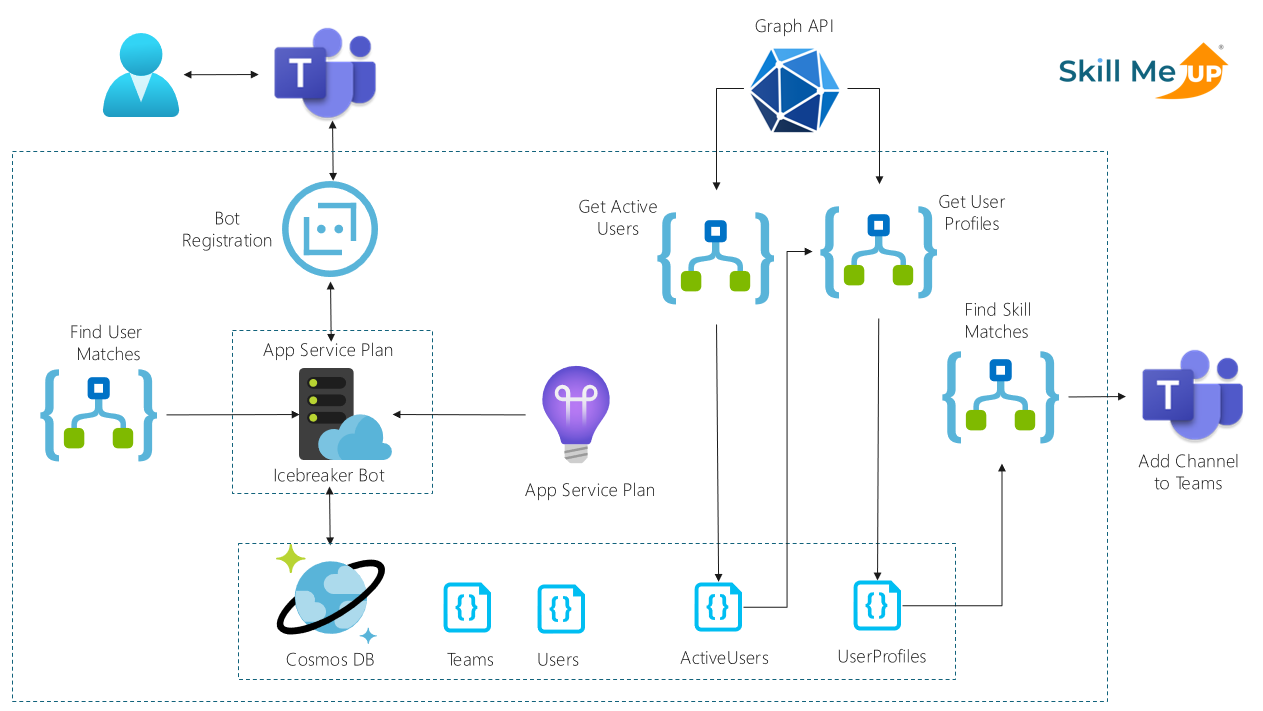 Graph API
Skill Me UP
®
T
Bot
Registration
Get Active
Users
Get User
Profiles
Find User
Matches
App Service Plan
Icebreaker Bot
App Service Plan
Find Skill
Matches
T
Add Channel
to Teams
Cosmos DB
Teams
Users
ActiveUsers
UserProfiles